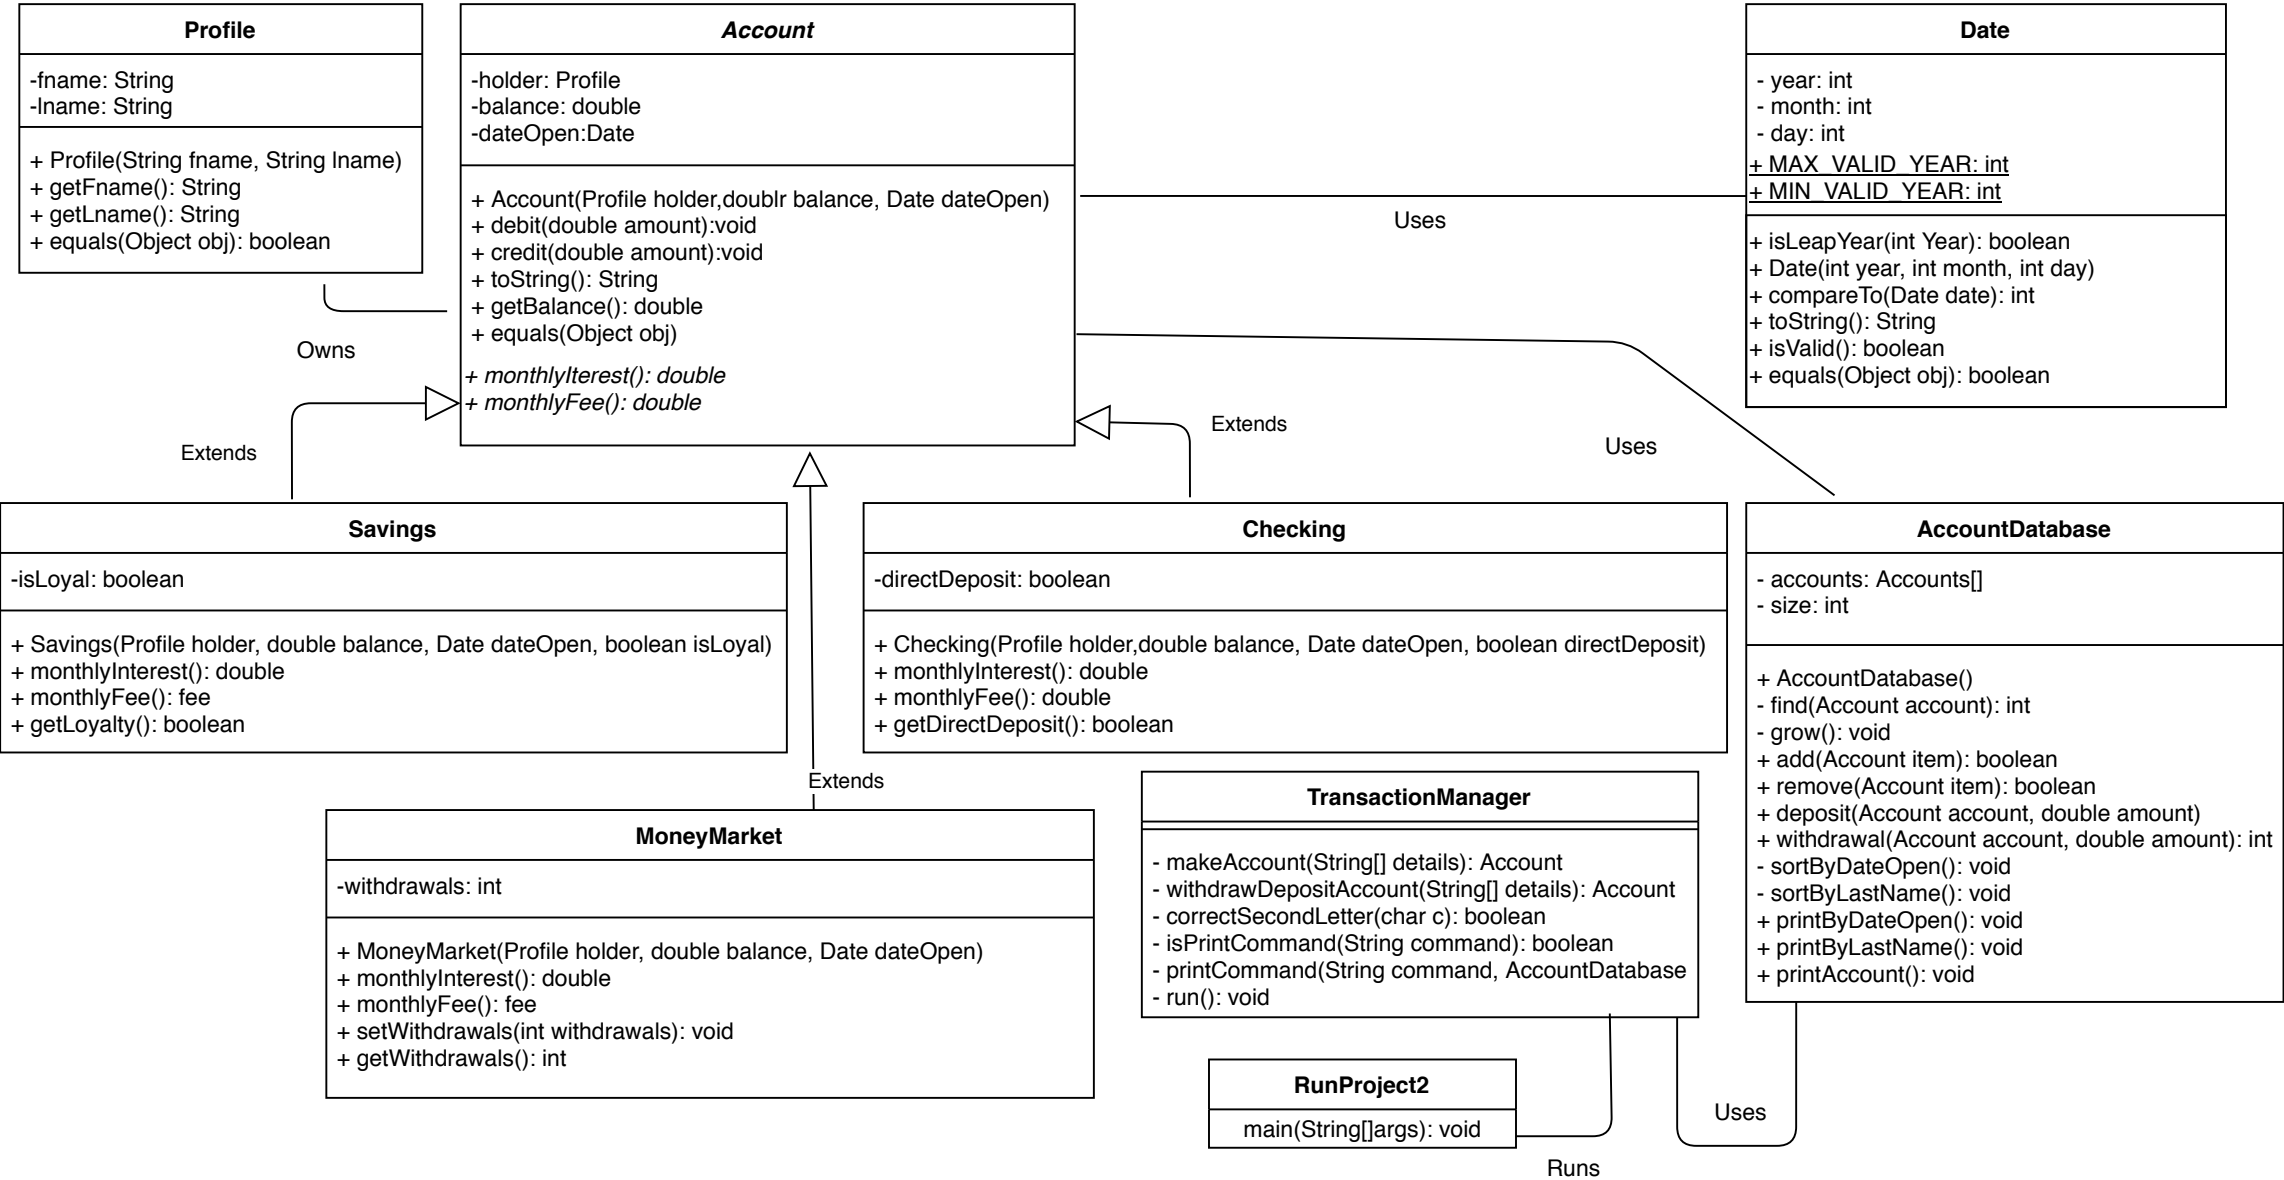 Profile
-fname: String
-lname: String
+ Profile(String fname, String lname)
+ getFname(): String
+ getLname(): String
+ equals(Object obj): boolean
Account
-holder: Profile
-balance: double
-dateOpen:Date
+ Account(Profile holder,doublr balance, Date dateOpen)
+ debit(double amount):void
+ credit(double amount):void
+ toString(): String
+ getBalance(): double
+ equals(Object obj)
+ monthlyIterest(): double
+ monthlyFee(): double
Date
- year: int
- month: int
- day: int
+ MAX_VALID_YEAR: int
+ MIN_VALID_YEAR: int
+ isLeapYear(int Year): boolean
+ Date(int year, int month, int day)
+ compareTo(Date date): int
+ toString(): String
+ isValid(): boolean
+ equals(Object obj): boolean
Uses
Owns
Extends
Extends
Uses
Savings
-isLoyal: boolean
+ Savings(Profile holder, double balance, Date dateOpen, boolean isLoyal)
+ monthlyInterest(): double
+ monthlyFee(): fee
+ getLoyalty(): boolean
Checking
-directDeposit: boolean
+ Checking(Profile holder,double balance, Date dateOpen, boolean directDeposit)
+ monthlyInterest(): double
+ monthlyFee(): double
+ getDirectDeposit(): boolean
AccountDatabase
- accounts: Accounts[]
- size: int
+ AccountDatabase()
- find(Account account): int
- grow(): void
+ add(Account item): boolean
+ remove(Account item): boolean
+ deposit(Account account, double amount)
+ withdrawal(Account account, double amount): int
- sortByDateOpen(): void
- sortByLastName(): void
+ printByDateOpen(): void
+ printByLastName(): void
+ printAccount(): void
Extends
MoneyMarket
-withdrawals: int
+ MoneyMarket(Profile holder, double balance, Date dateOpen)
+ monthlyInterest(): double
+ monthlyFee(): fee
+ setWithdrawals(int withdrawals): void
+ getWithdrawals(): int
TransactionManager
- makeAccount(String[] details): Account
- withdrawDepositAccount(String[] details): Account
- correctSecondLetter(char c): boolean
- isPrintCommand(String command): boolean
- printCommand(String command, AccountDatabase
- run(): void
RunProject2
main(String[]args): void
Uses
Runs